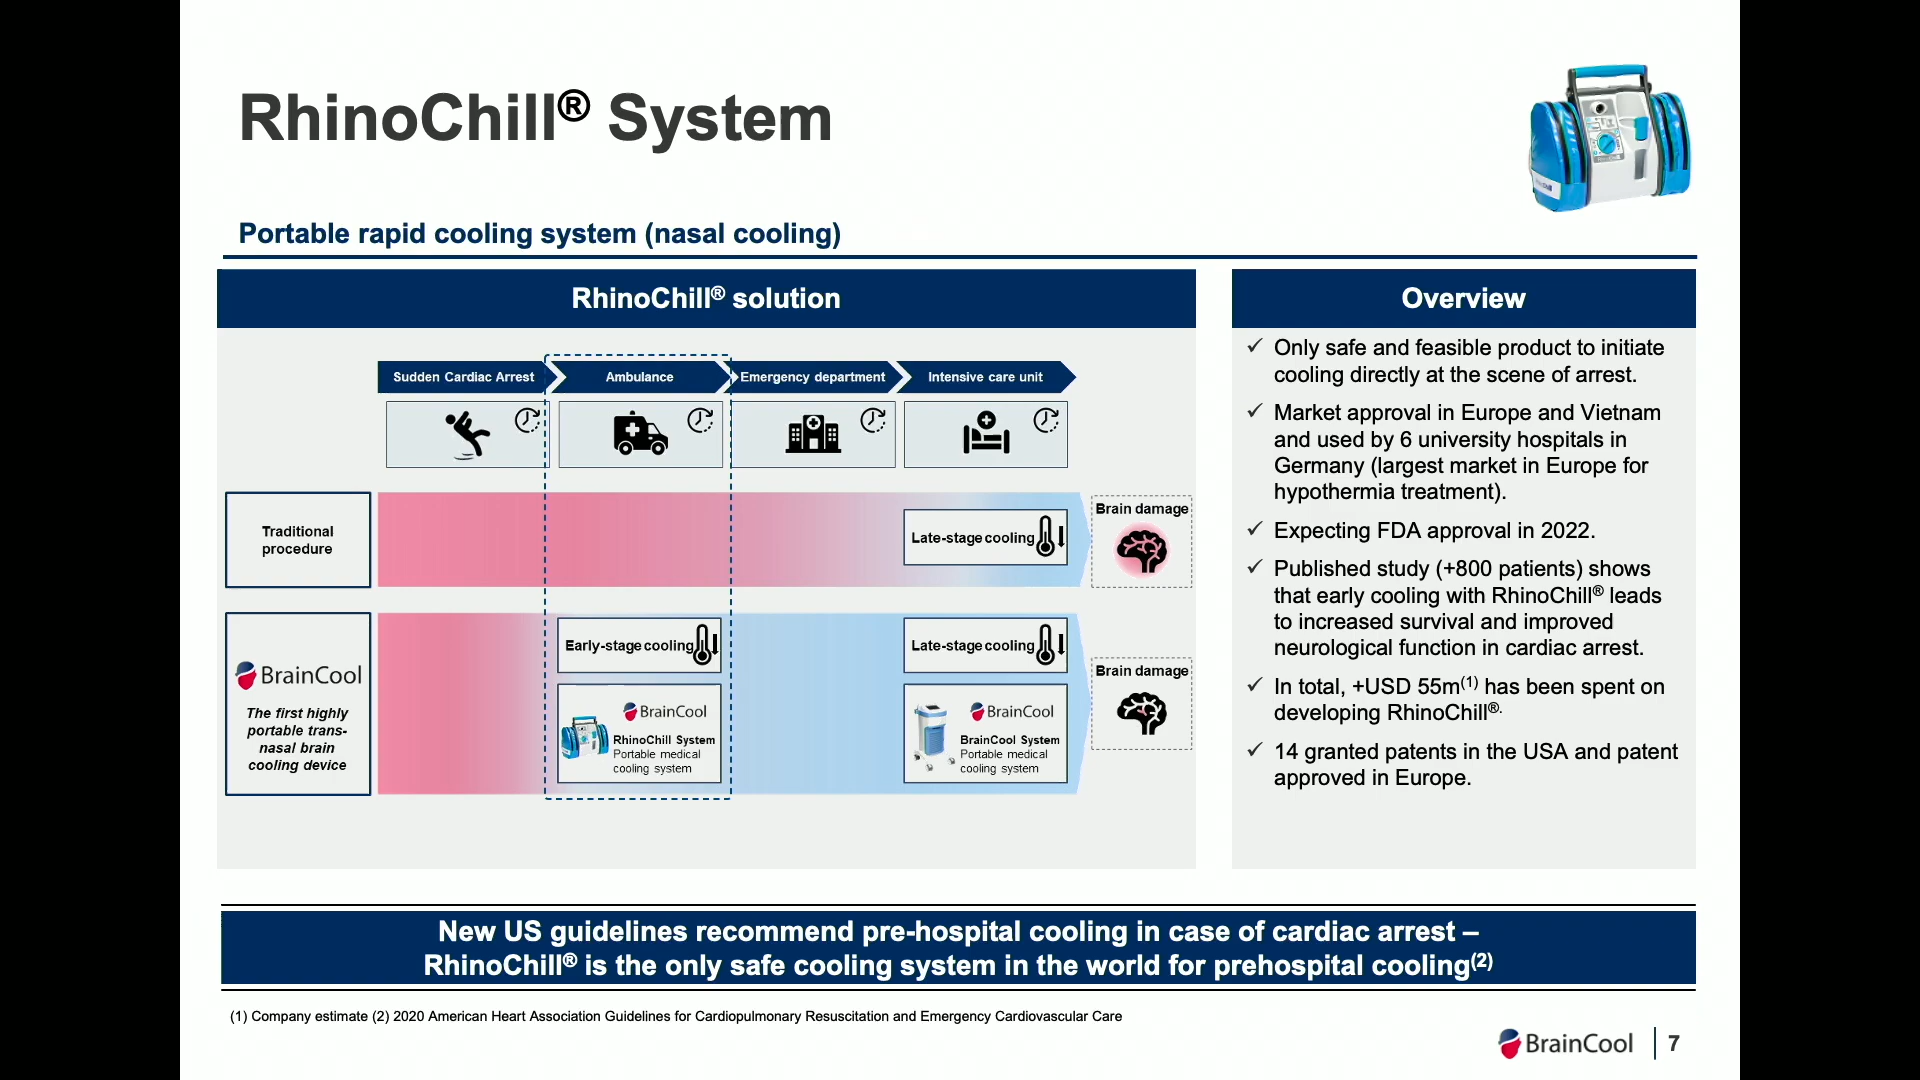 RhinoChill® System
Portable rapid cooling system (nasal cooling)
RhinoChill® solution
Sudden Cardiac Arrest
Ambulance
Emergency department
Intensive care unit
Traditional
procedure
Late-stage cooling
Brain damage
BrainCool
The first highly
portable trans-
nasal brain
cooling device
Early-stage cooling
BrainCool
RhinoChill System
Portable medical
cooling system
Late-stage cooling
BrainCool
BrainCool System
Portable medical
cooling system
Brain damage
Overview
✓ Only safe and feasible product to initiate
cooling directly at the scene of arrest.
✓ Market approval in Europe and Vietnam
and used by 6 university hospitals in
Germany (largest market in Europe for
hypothermia treatment).
✓ Expecting FDA approval in 2022.
✓ Published study (+800 patients) shows
that early cooling with RhinoChill® leads
to increased survival and improved
neurological function in cardiac arrest.
✓ In total, +USD 55m(1) has been spent on
developing RhinoChill®.
✓ 14 granted patents in the USA and patent
approved in Europe.
New US guidelines recommend pre-hospital cooling in case of cardiac arrest –
RhinoChill® is the only safe cooling system in the world for prehospital cooling(2)
(1) Company estimate (2) 2020 American Heart Association Guidelines for Cardiopulmonary Resuscitation and Emergency Cardiovascular Care
BrainCool
7